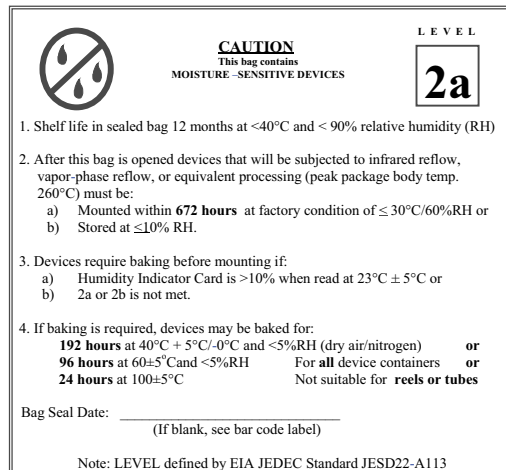 LEVEL
CAUTION
This bag contains
MOISTURE –SENSITIVE DEVICES
2a
1. Shelf life in sealed bag 12 months at <40°C and < 90% relative humidity (RH)
2. After this bag is opened devices that will be subjected to infrared reflow,
vapor-phase reflow, or equivalent processing (peak package body temp.
260°C) must be:
a) Mounted within 672 hours at factory condition of ≤ 30°C/60%RH or
b) Stored at ≤10% RH.
3. Devices require baking before mounting if:
a) Humidity Indicator Card is >10% when read at 23°C ± 5°C or
b) 2a or 2b is not met.
4. If baking is required, devices may be baked for:
192 hours at 40°C + 5°C/-0°C and <5%RH (dry air/nitrogen) or
96 hours at 60±5°Cand <5%RH For all device containers or
24 hours at 100±5°C Not suitable for reels or tubes
Bag Seal Date: ______________________________
(If blank, see bar code label)
Note: LEVEL defined by EIA JEDEC Standard JESD22-A113